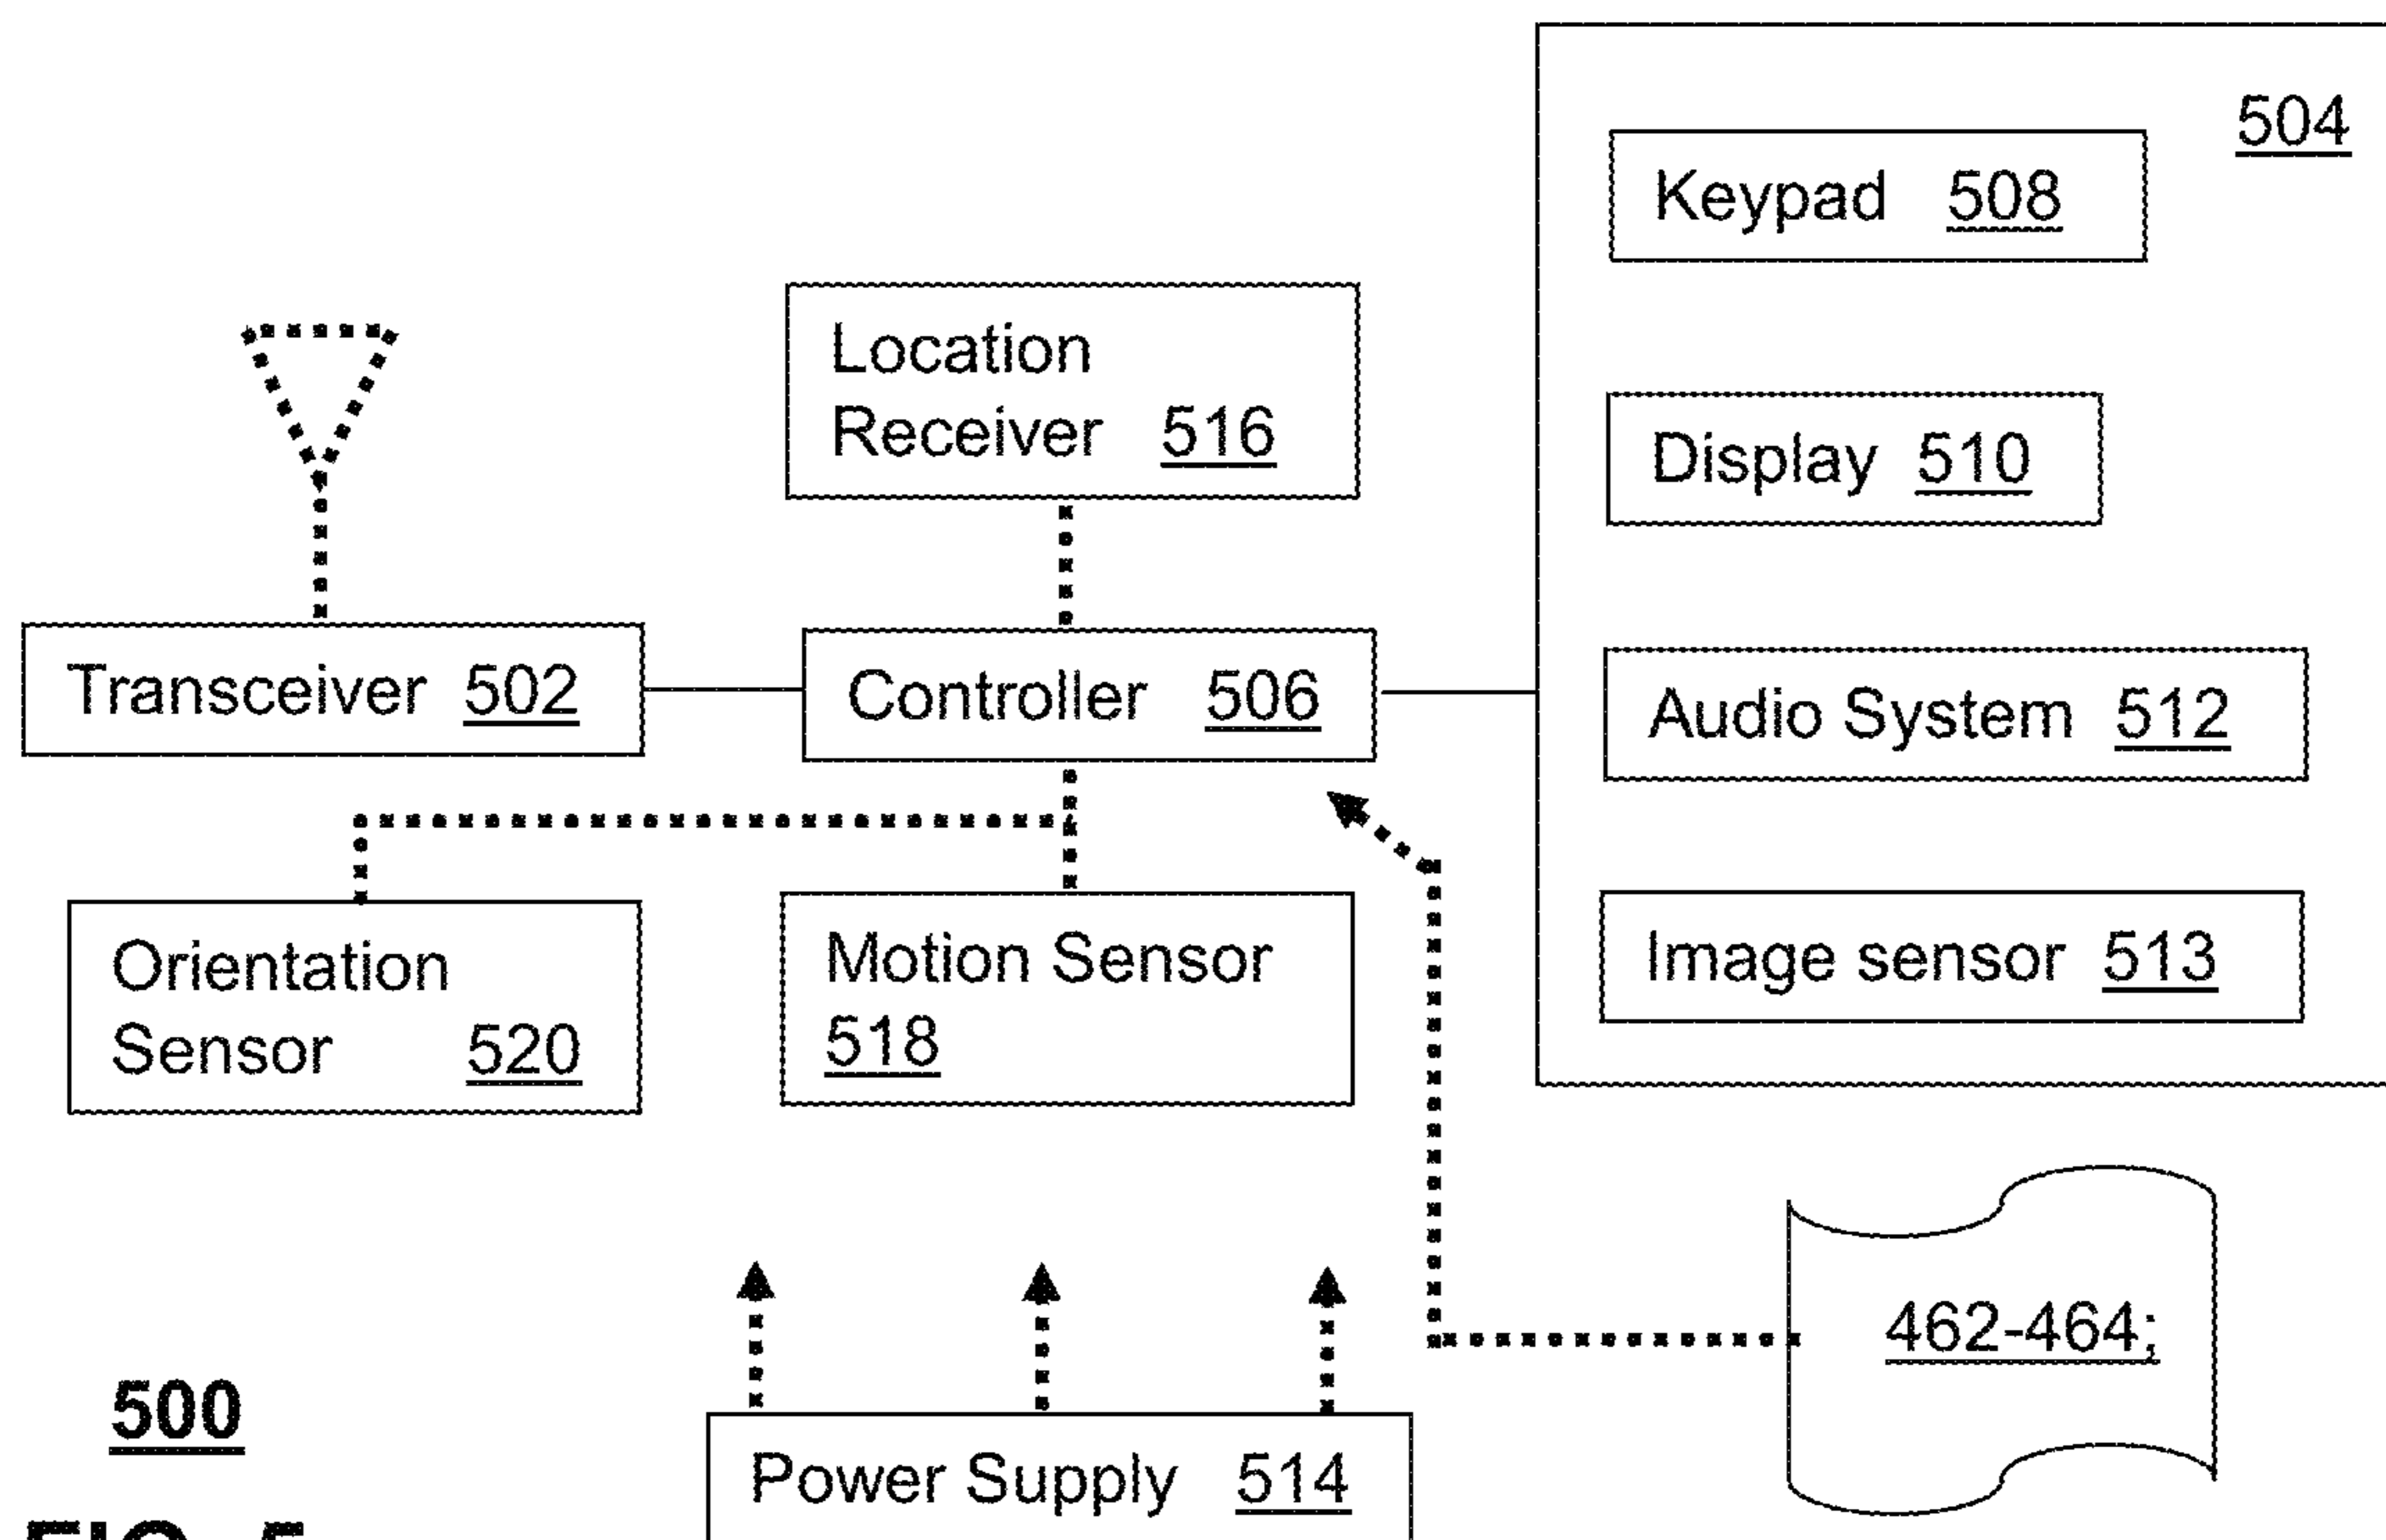 504
Keypad 508
Location
Receiver 516
Display 510
Transceiver 502
Controller 506
Audio System 512
Orientation
Sensor 520
Motion Sensor
518
Image sensor 513
462-464;
500
Power Supply 514